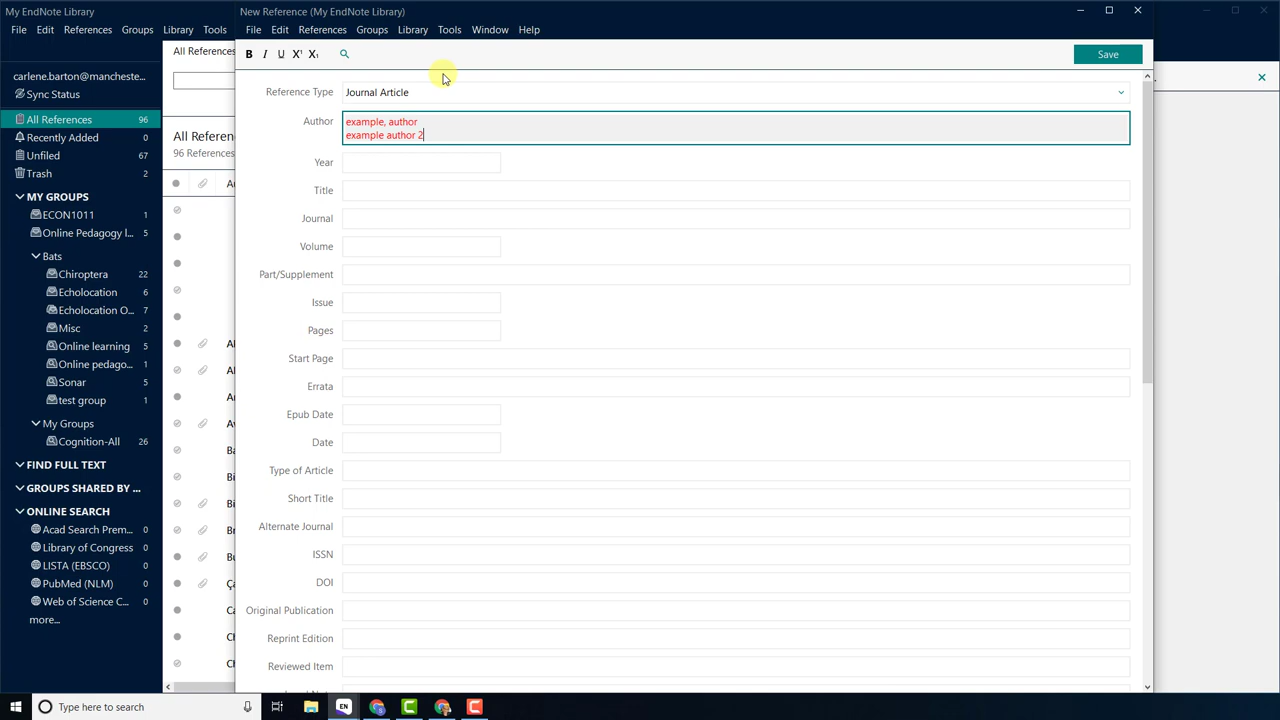 My EndNote Library
File Edit References Groups Library Tools
carlene.barton@mancheste...
Sync Status
All References 96
Recently Added 0
Unfiled 0
Trash 2
MY GROUPS
ECON1011 1
Online Pedagogy l... 5
Bats
Chiroptera 22
Echolocation 6
Echolocation O... 7
Misc 2
Online learning 5
Online pedago... 1
Sonar 5
test group 1
My Groups
Cognition-All 26
FIND FULL TEXT
GROUPS SHARED BY ...
ONLINE SEARCH
Acad Search Prem... 0
Library of Congress 0
LISTA (EBSCO) 0
PubMed (NLM) 0
Web of Science C... 0
more...
All References
All Referen
96 References
New Reference (My EndNote Library)
File Edit References Groups Library Tools Window Help
B I U X¹ X₁
Save
Reference Type Journal Article
Author example, author
example author 2
Year
Title
Journal
Volume
Part/Supplement
Issue
Pages
Start Page
Errata
Epub Date
Date
Type of Article
Short Title
Alternate Journal
ISSN
DOI
Original Publication
Reprint Edition
Reviewed Item
EN
Type here to search